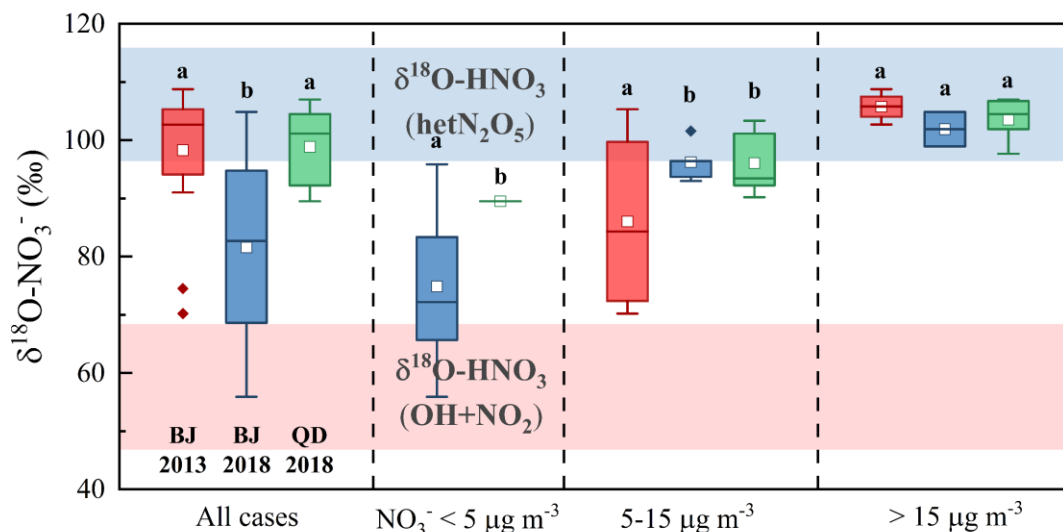 δ¹⁸O-NO₃⁻ (‰)
120
100
80
60
40
a
b
a
a
b
a
b
b
a
a
a
δ¹⁸O-HNO₃
(hetN₂O₅)
δ¹⁸O-HNO₃
(OH+NO₂)
BJ BJ QD
2013 2018 2018
All cases NO₃⁻ < 5 μg m⁻³ 5-15 μg m⁻³ > 15 μg m⁻³